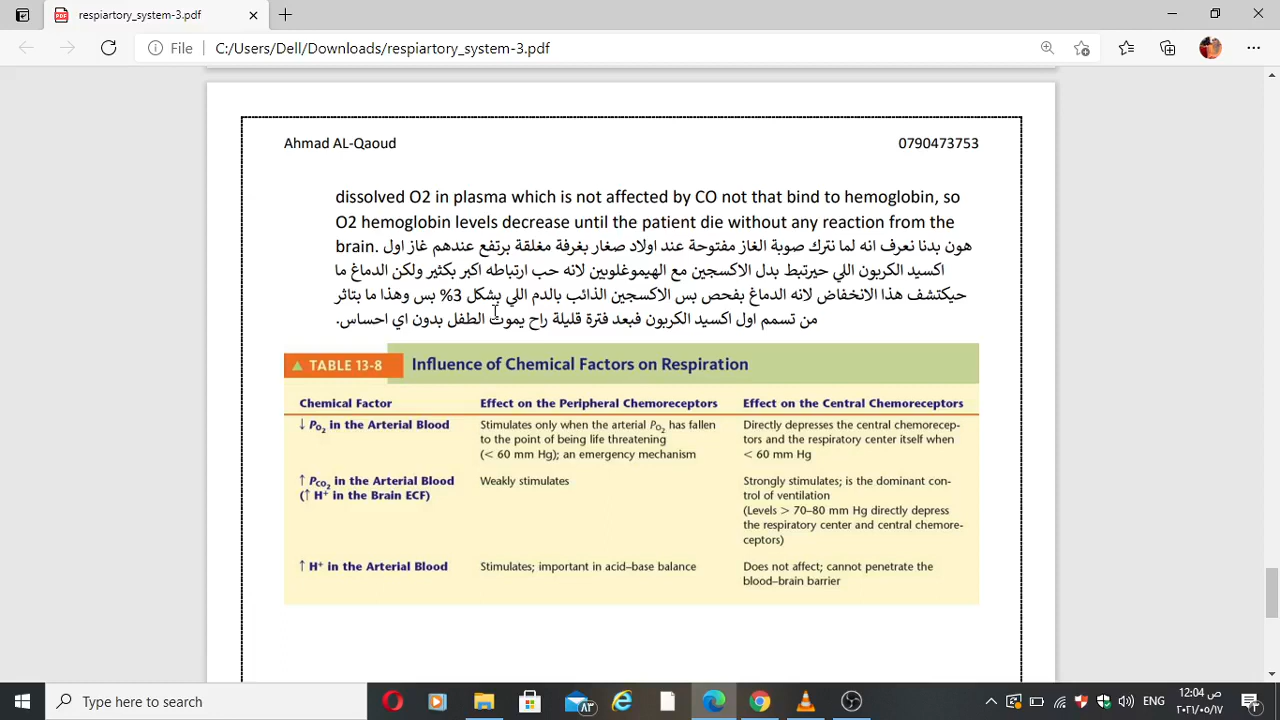 respiartory_system-3.pdf
File
C:/Users/Dell/Downloads/respiartory_system-3.pdf
Ahmad AL-Qaoud
0790473753
dissolved O2 in plasma which is not affected by CO not that bind to hemoglobin, so
O2 hemoglobin levels decrease until the patient die without any reaction from the
brain. هون بدنا نعرف انه لما نترك صوبة الغاز مفتوحة عند اولاد صغار بغرفة مغلقة برتفع عندهم غاز اول
اكسيد الكربون اللي حيرتبط بدل الاكسجين مع الهيموغلوبين لانه حب ارتباطه اكبر بكثير ولكن الدماغ ما
حيكتشف هذا الانخفاض لانه الدماغ بفحص بس الاكسجين الذائب بالدم اللي بشكل 3% بس وهذا ما بتاثر
من تسمم اول اكسيد الكربون فبعد فترة قليلة راح يموت الطفل بدون اي احساس.
TABLE 13-8
Influence of Chemical Factors on Respiration
Chemical Factor
Effect on the Peripheral Chemoreceptors
Effect on the Central Chemoreceptors
↓ PO2 in the Arterial Blood
Stimulates only when the arterial PO2 has fallen
to the point of being life threatening
(< 60 mm Hg); an emergency mechanism
Directly depresses the central chemorecep-
tors and the respiratory center itself when
< 60 mm Hg
↑ PCO2 in the Arterial Blood
(↑ H+ in the Brain ECF)
Weakly stimulates
Strongly stimulates; is the dominant con-
trol of ventilation
(Levels > 70–80 mm Hg directly depress
the respiratory center and central chemore-
ceptors)
↑ H+ in the Arterial Blood
Stimulates; important in acid–base balance
Does not affect; cannot penetrate the
blood–brain barrier
Type here to search
٨٣
ENG
12:04 ص
٢٠٢١/٠٥/١٧